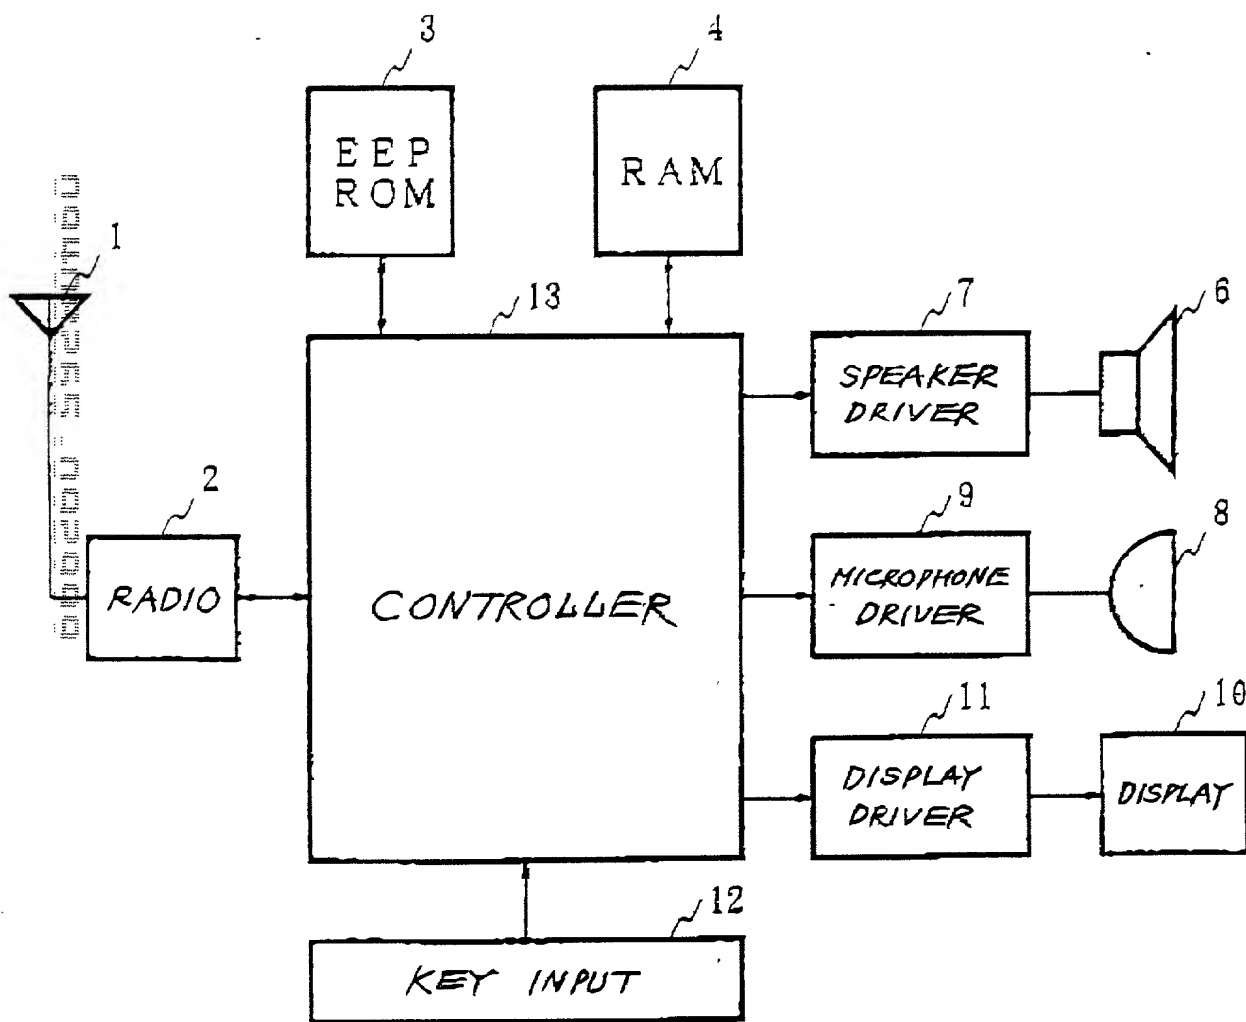 3
4
EEP
ROM
RAM
1
13
7
6
SPEAKER
DRIVER
2
9
8
RADIO
CONTROLLER
MICROPHONE
DRIVER
11
10
DISPLAY
DRIVER
DISPLAY
12
KEY INPUT